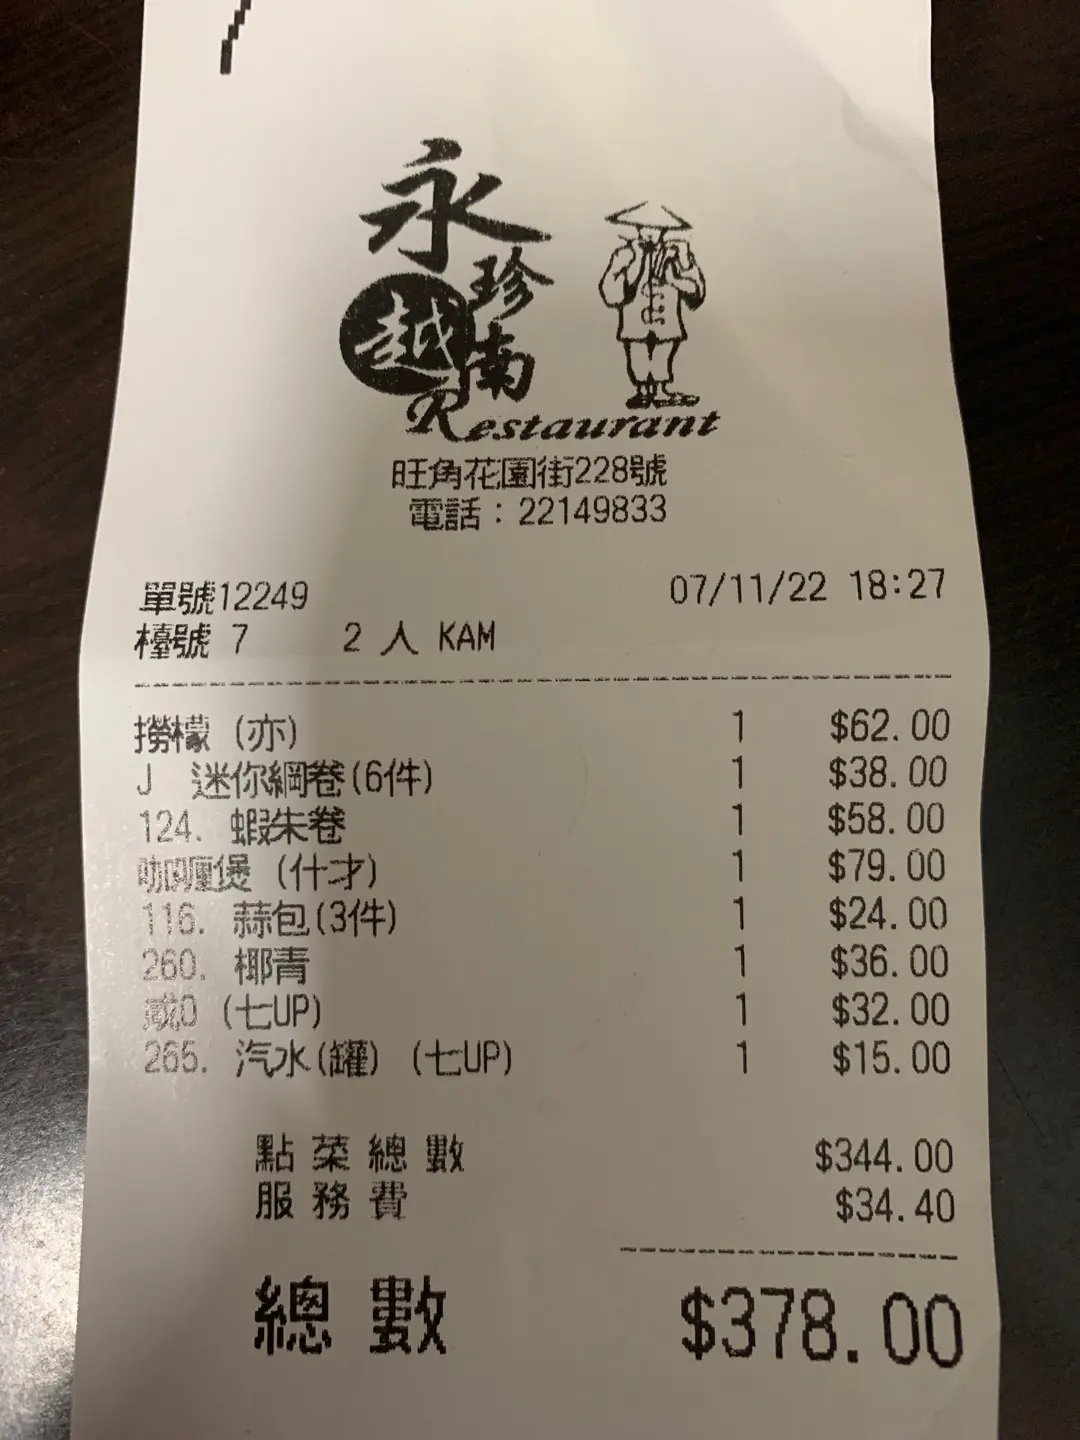 永珍
越南
Restaurant
旺角花園街228號
電話：22149833
單號12249 07/11/22 18:27
檯號 7 2 人 KAM
撈檬 (亦) 1 $62.00
J 迷你網卷(6件) 1 $38.00
124. 蝦朱卷 1 $58.00
咖喱煲 (什才) 1 $79.00
116. 蒜包(3件) 1 $24.00
260. 椰青 1 $36.00
或0 (七UP) 1 $32.00
265. 汽水(罐) (七UP) 1 $15.00
點菜總數 $344.00
服務費 $34.40
總數 $378.00